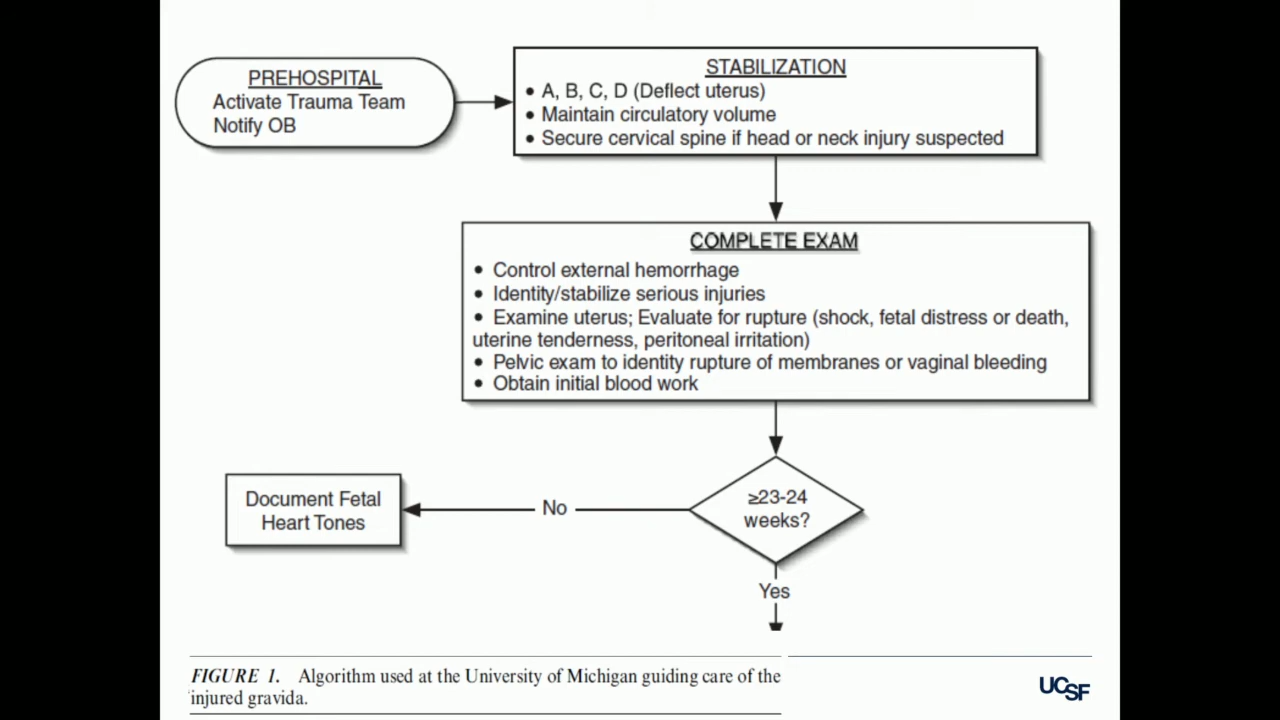 PREHOSPITAL
Activate Trauma Team
Notify OB
STABILIZATION
• A, B, C, D (Deflect uterus)
• Maintain circulatory volume
• Secure cervical spine if head or neck injury suspected
COMPLETE EXAM
• Control external hemorrhage
• Identity/stabilize serious injuries
• Examine uterus; Evaluate for rupture (shock, fetal distress or death,
uterine tenderness, peritoneal irritation)
• Pelvic exam to identity rupture of membranes or vaginal bleeding
• Obtain initial blood work
≥23-24
weeks?
No
Document Fetal
Heart Tones
Yes
FIGURE 1. Algorithm used at the University of Michigan guiding care of the
injured gravida.
UCSF